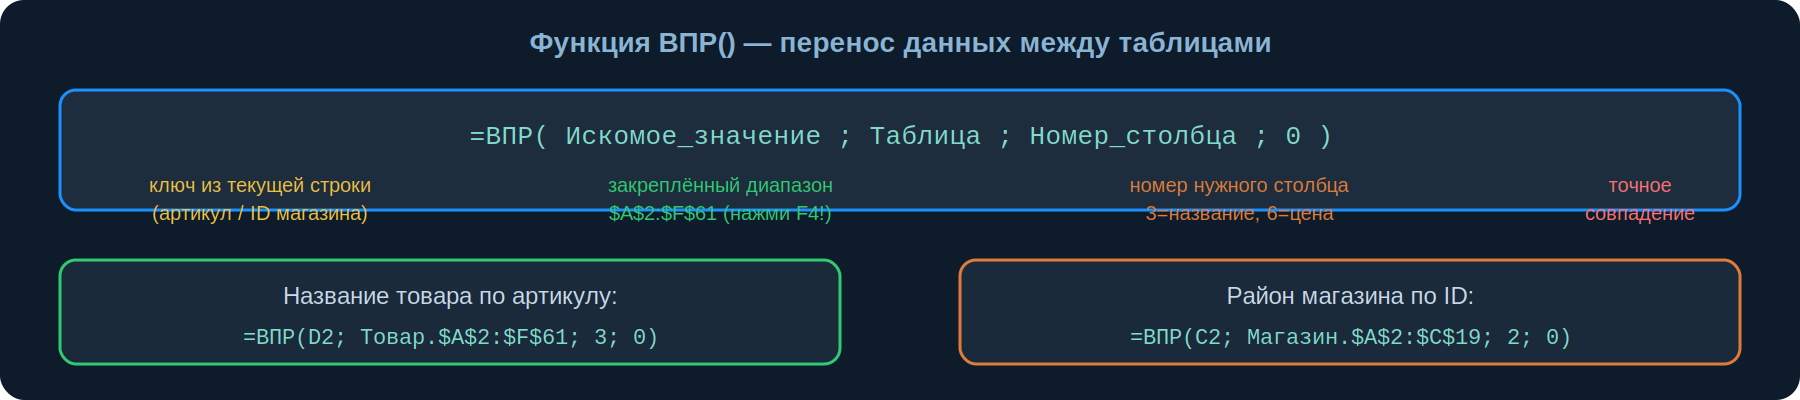 Функция ВПР() — перенос данных между таблицами
=ВПР( Искомое_значение ; Таблица ; Номер_столбца ; 0 )
ключ из текущей строки
(артикул / ID магазина)
закреплённый диапазон
$A$2:$F$61 (нажми F4!)
номер нужного столбца
3=название, 6=цена
точное
совпадение
Название товара по артикулу:
=ВПР(D2; Товар.$A$2:$F$61; 3; 0)
Район магазина по ID:
=ВПР(C2; Магазин.$A$2:$C$19; 2; 0)